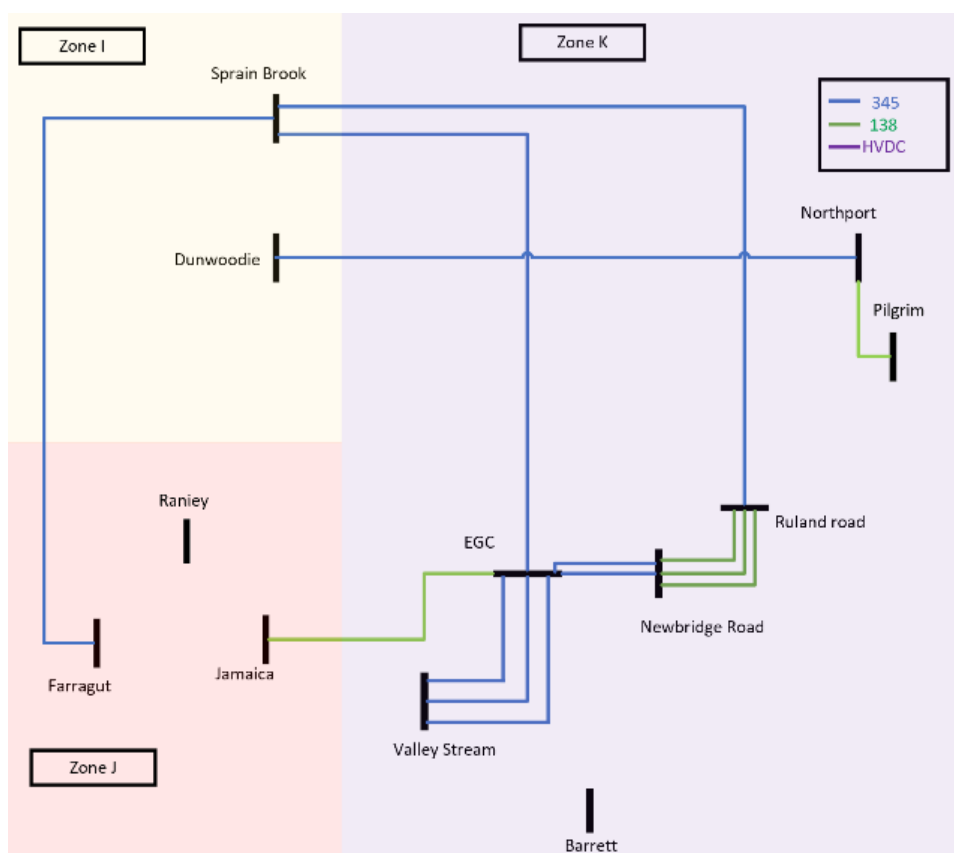 Zone I
Zone K
Sprain Brook
345
138
HVDC
Northport
Dunwoodie
Pilgrim
Raniey
Ruland road
EGC
Newbridge Road
Jamaica
Farragut
Valley Stream
Zone J
Barrett